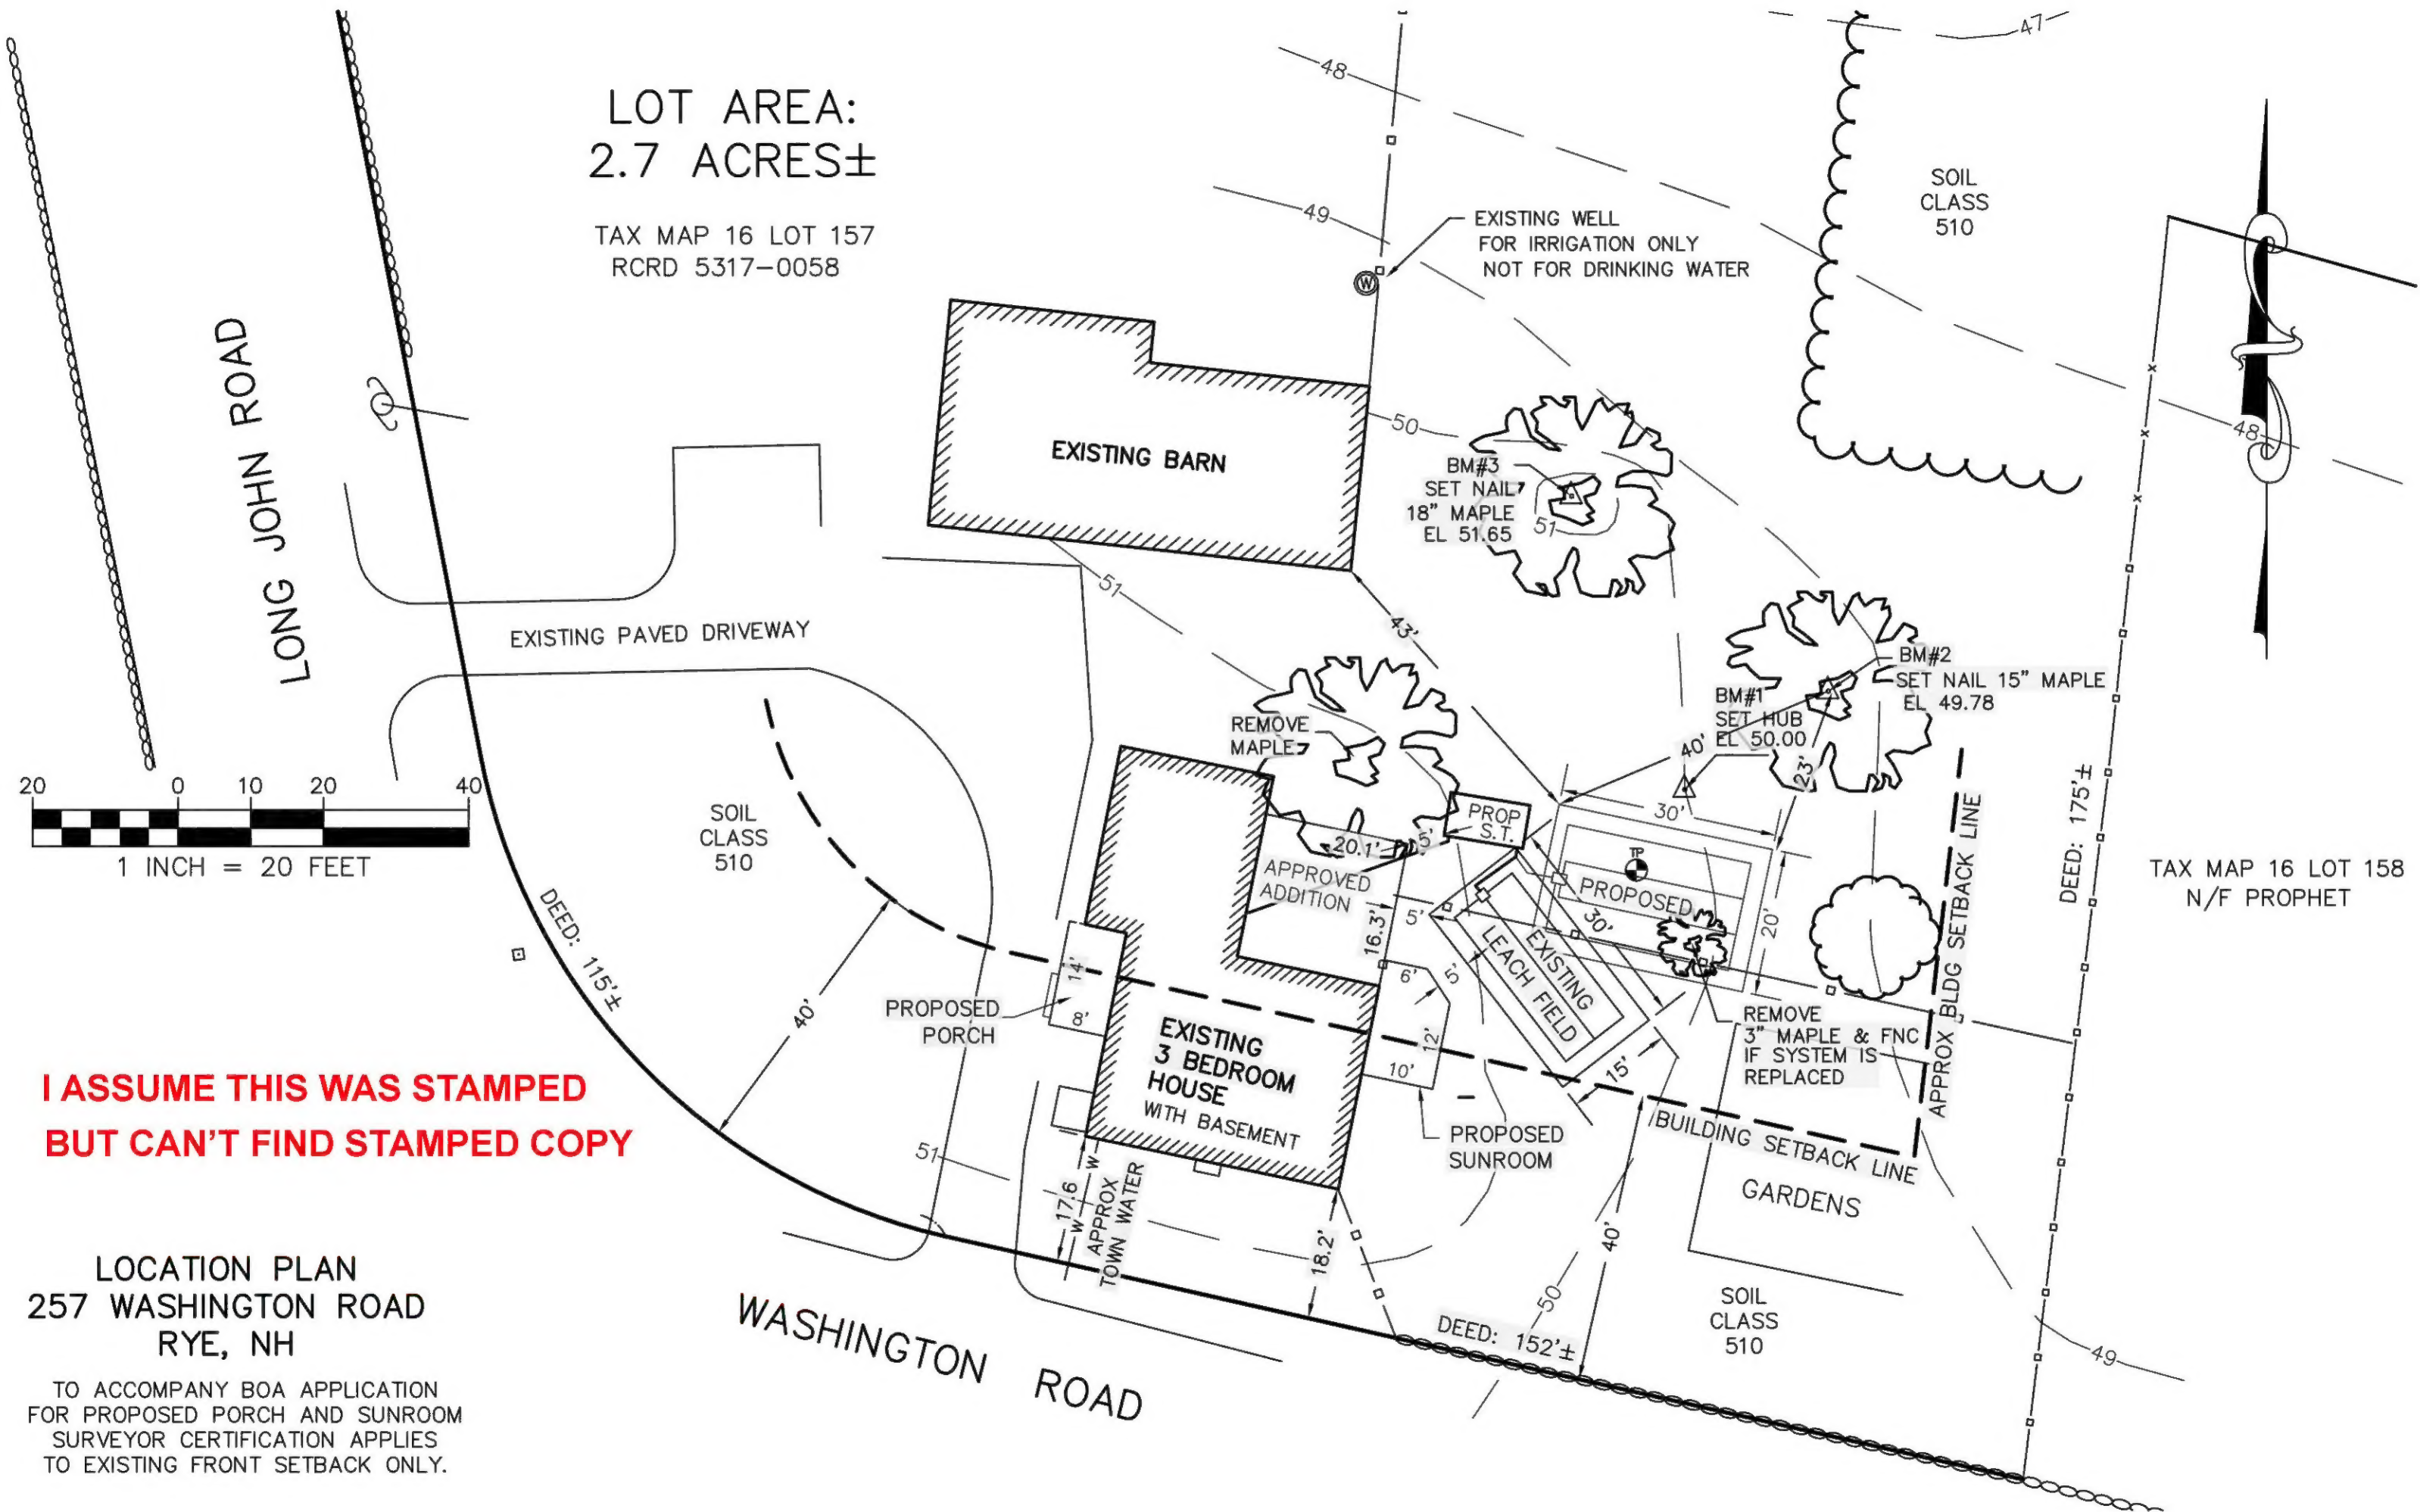 47
48
LOT AREA:
2.7 ACRES±
TAX MAP 16 LOT 157
RCRD 5317-0058
SOIL
CLASS
510
49
EXISTING WELL
FOR IRRIGATION ONLY
NOT FOR DRINKING WATER
W
LONG JOHN ROAD
EXISTING BARN
50
48
BM#3
SET NAIL
18" MAPLE
EL 51.65
51
51
EXISTING PAVED DRIVEWAY
43'
BM#2
SET NAIL 15" MAPLE
EL 49.78
BM#1
SET HUB
EL 50.00
REMOVE
MAPLE
40'
23'
20 0 10 20 40
1 INCH = 20 FEET
SOIL
CLASS
510
PROP
S.T.
30'
20.1'
5'
APPROVED
ADDITION
TP
PROPOSED
20'
30'
5'
16.3'
EXISTING
LEACH FIELD
6'
5'
12'
10'
15'
APPROX BLDG SETBACK LINE
DEED: 175'±
TAX MAP 16 LOT 158
N/F PROPHET
DEED: 115'±
40'
14'
8'
PROPOSED
PORCH
EXISTING
3 BEDROOM
HOUSE
WITH BASEMENT
REMOVE
3" MAPLE & FNC
IF SYSTEM IS
REPLACED
PROPOSED
SUNROOM
BUILDING SETBACK LINE
GARDENS
I ASSUME THIS WAS STAMPED
BUT CAN'T FIND STAMPED COPY
51
17.6
W
W
APPROX
TOWN WATER
18.2'
40'
50
SOIL
CLASS
510
49
DEED: 152'±
WASHINGTON ROAD
LOCATION PLAN
257 WASHINGTON ROAD
RYE, NH
TO ACCOMPANY BOA APPLICATION
FOR PROPOSED PORCH AND SUNROOM
SURVEYOR CERTIFICATION APPLIES
TO EXISTING FRONT SETBACK ONLY.